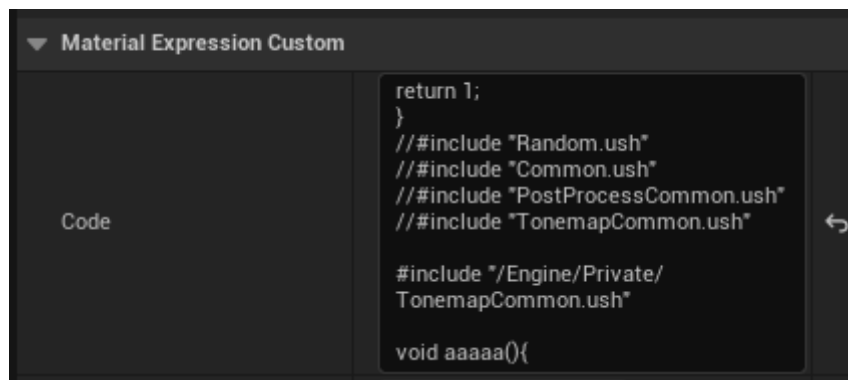 Material Expression Custom
Code
return 1;
}
//#include "Random.ush"
//#include "Common.ush"
//#include "PostProcessCommon.ush"
//#include "TonemapCommon.ush"
#include "/Engine/Private/
TonemapCommon.ush"
void aaaaa(){